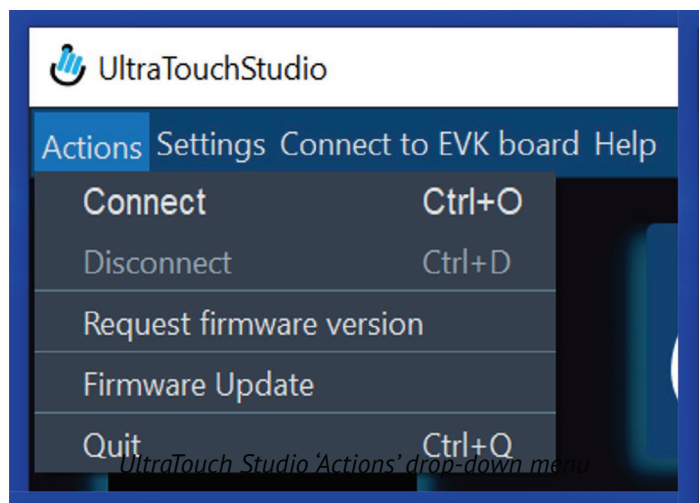 UltraTouchStudio
Actions Settings Connect to EVK board Help
Connect Ctrl+O
Disconnect Ctrl+D
Request firmware version
Firmware Update
Quit Ctrl+Q
UltraTouch Studio ‘Actions’ drop-down menu